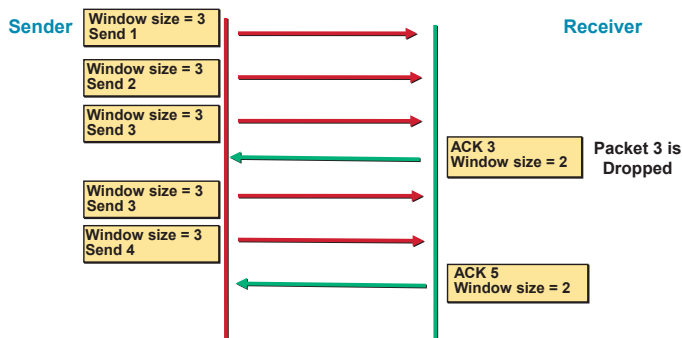 Sender
Window size = 3
Send 1
Receiver
Window size = 3
Send 2
Window size = 3
Send 3
ACK 3
Window size = 2
Packet 3 is
Dropped
Window size = 3
Send 3
Window size = 3
Send 4
ACK 5
Window size = 2